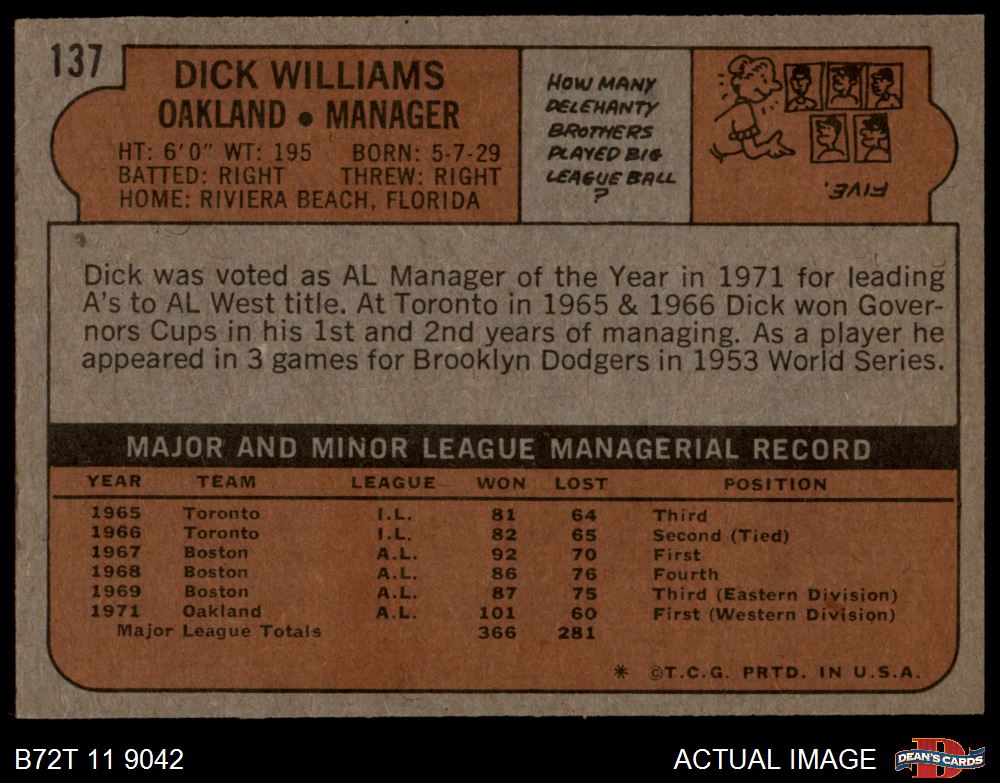 137
DICK WILLIAMS
OAKLAND • MANAGER
HT: 6'0" WT: 195 BORN: 5-7-29
BATTED: RIGHT THREW: RIGHT
HOME: RIVIERA BEACH, FLORIDA
HOW MANY
DELEHANTY
BROTHERS
PLAYED BIG
LEAGUE BALL
?
FIVE.
Dick was voted as AL Manager of the Year in 1971 for leading
A's to AL West title. At Toronto in 1965 & 1966 Dick won Gover-
nors Cups in his 1st and 2nd years of managing. As a player he
appeared in 3 games for Brooklyn Dodgers in 1953 World Series.
MAJOR AND MINOR LEAGUE MANAGERIAL RECORD
YEAR TEAM LEAGUE WON LOST POSITION
1965 Toronto I.L. 81 64 Third
1966 Toronto I.L. 82 65 Second (Tied)
1967 Boston A.L. 92 70 First
1968 Boston A.L. 86 76 Fourth
1969 Boston A.L. 87 75 Third (Eastern Division)
1971 Oakland A.L. 101 60 First (Western Division)
Major League Totals 366 281
* ©T.C.G. PRTD. IN U.S.A.
B72T 11 9042 ACTUAL IMAGE
D
DEAN'S CARDS